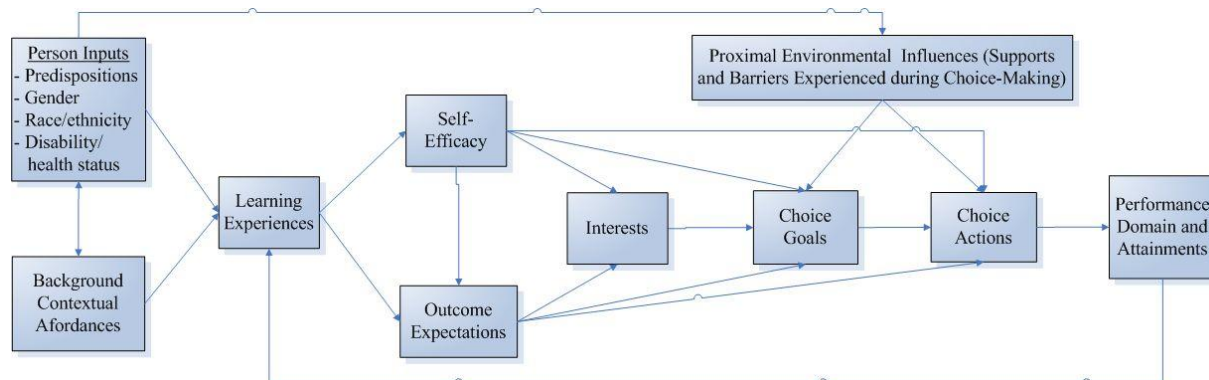 Person Inputs
- Predispositions
- Gender
- Race/ethnicity
- Disability/
health status
Proximal Environmental Influences (Supports
and Barriers Experienced during Choice-Making)
Self-
Efficacy
Learning
Experiences
Interests
Choice
Goals
Choice
Actions
Performance
Domain and
Attainments
Background
Contextual
Afordances
Outcome
Expectations